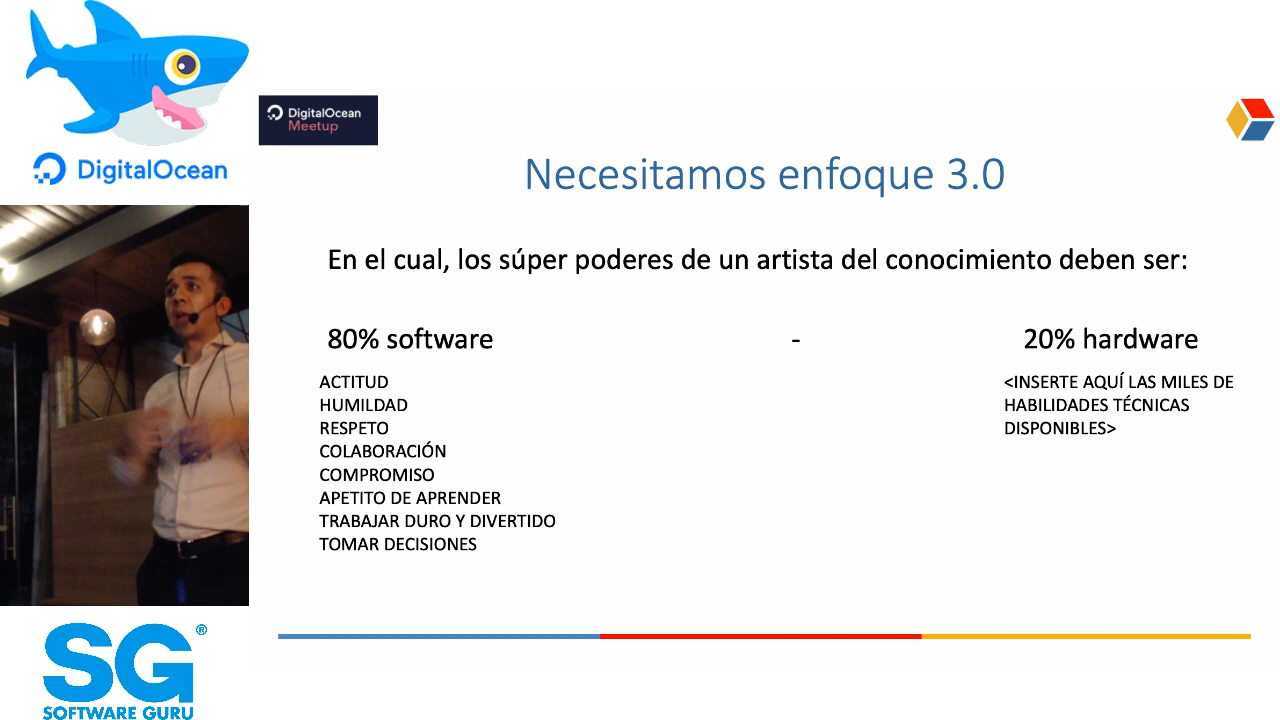 DigitalOcean
DigitalOcean
Meetup
Necesitamos enfoque 3.0
En el cual, los súper poderes de un artista del conocimiento deben ser:
80% software - 20% hardware
ACTITUD
HUMILDAD
RESPETO
COLABORACIÓN
COMPROMISO
APETITO DE APRENDER
TRABAJAR DURO Y DIVERTIDO
TOMAR DECISIONES
<INSERTE AQUÍ LAS MILES DE
HABILIDADES TÉCNICAS
DISPONIBLES>
SG®
SOFTWARE GURU